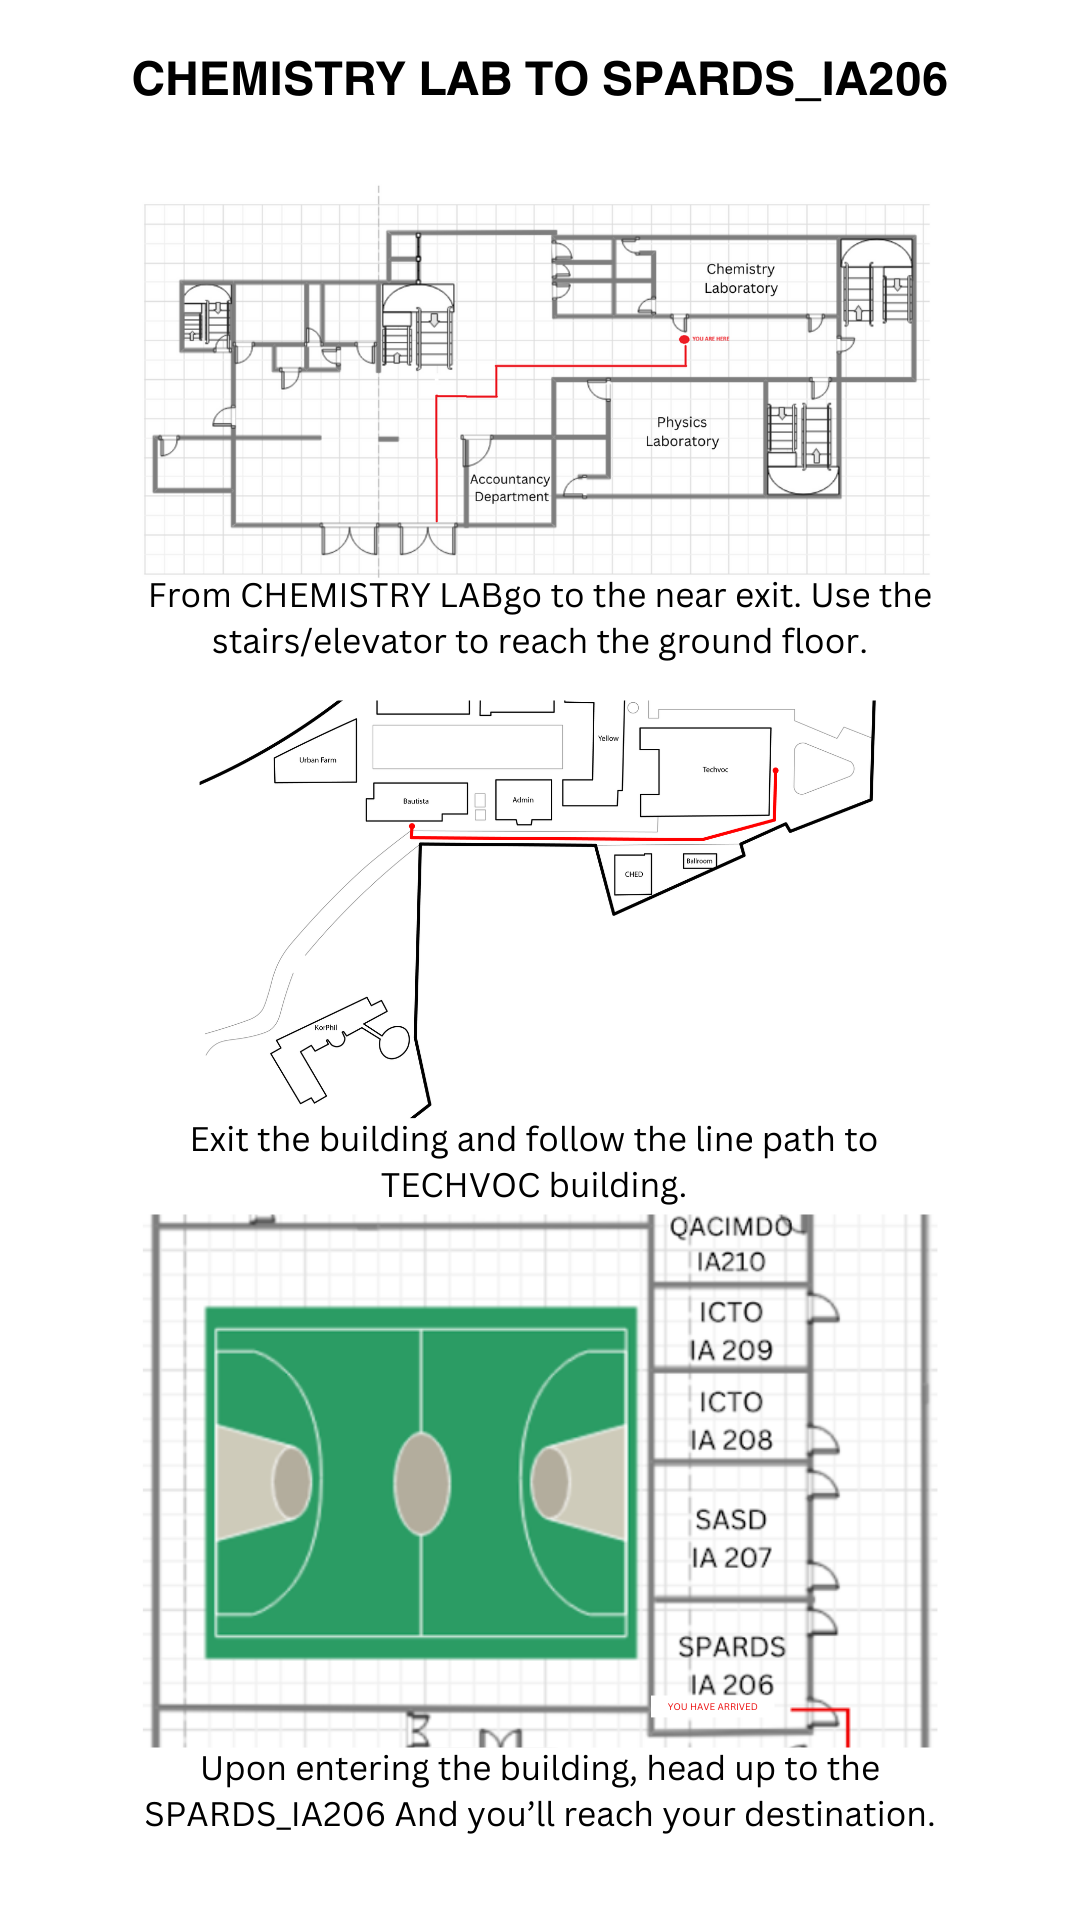 CHEMISTRY LAB TO SPARDS_IA206
Chemistry
Laboratory
YOU ARE HERE
Physics
Laboratory
Accountancy
Department
From CHEMISTRY LABgo to the near exit. Use the
stairs/elevator to reach the ground floor.
Yellow
Urban Farm
Techvoc
Bautista
Admin
CHED
Ballroom
KorPhil
Exit the building and follow the line path to
TECHVOC building.
QACIMDO
IA210
ICTO
IA 209
ICTO
IA 208
SASD
IA 207
SPARDS
IA 206
YOU HAVE ARRIVED
Upon entering the building, head up to the
SPARDS_IA206 And you’ll reach your destination.